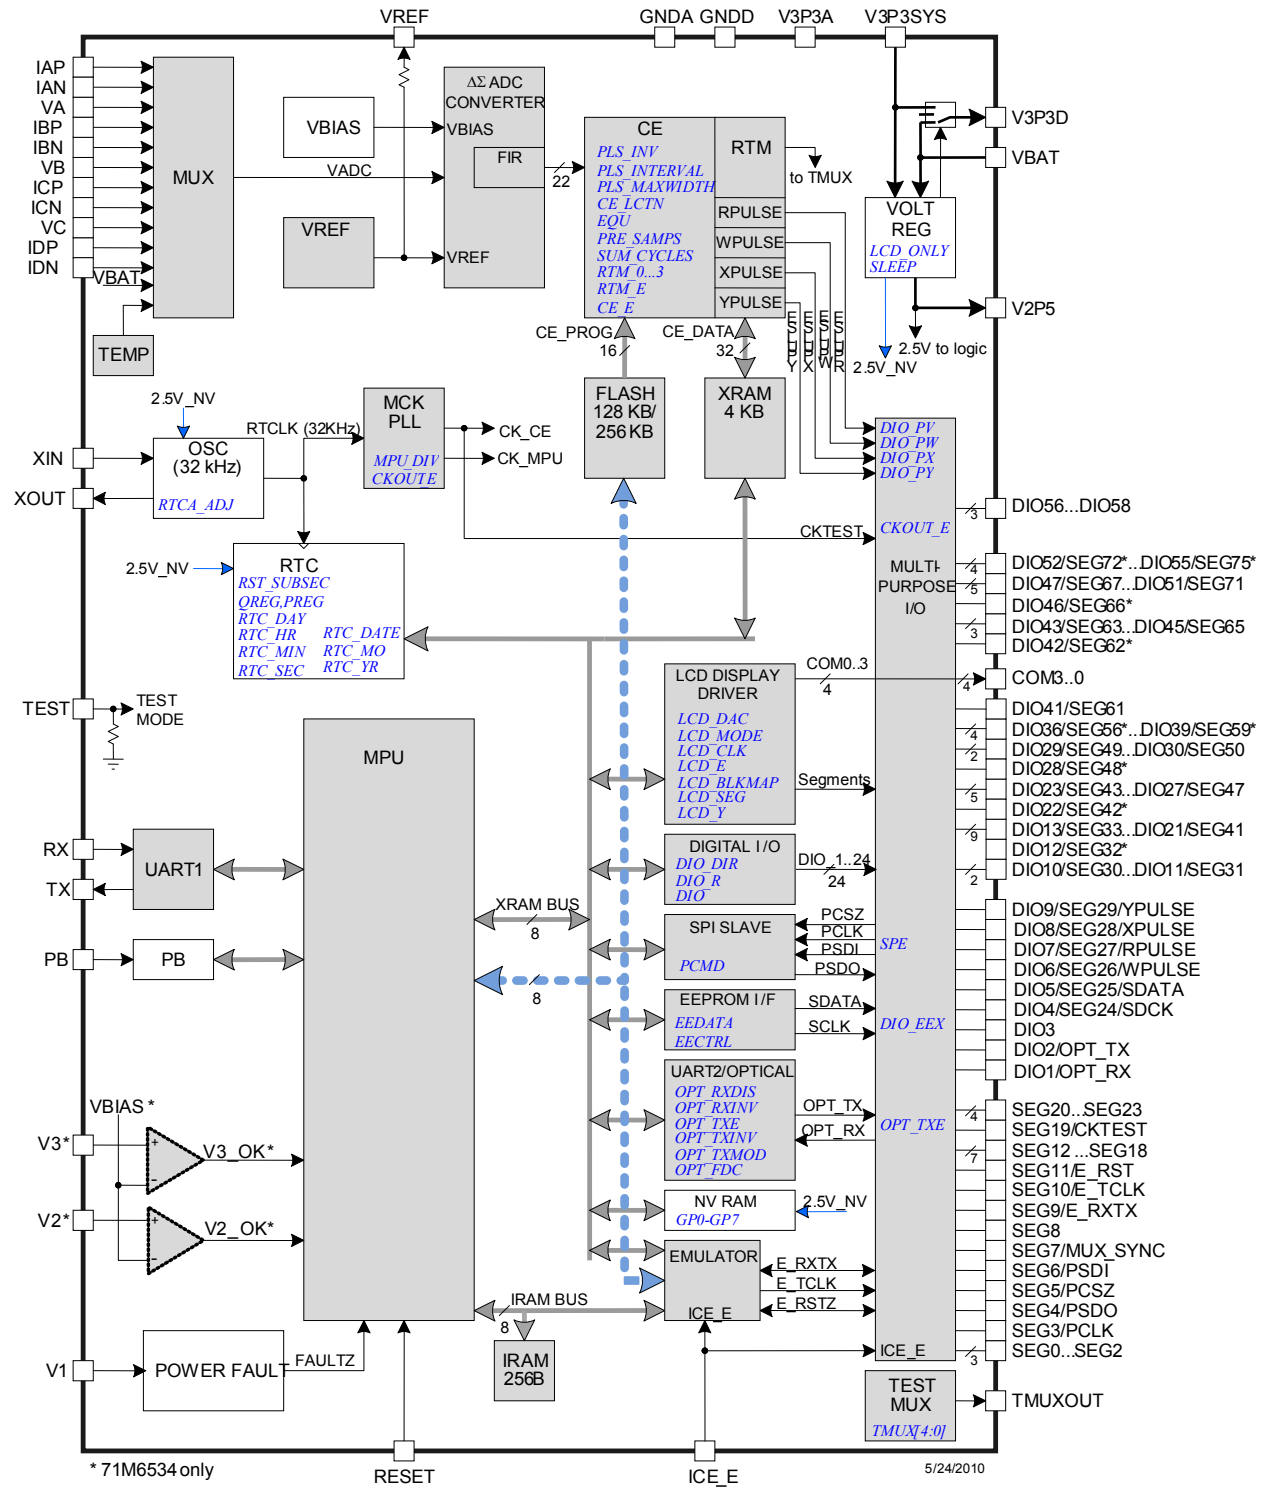 VREF
GNDA GNDD V3P3A V3P3SYS
IAP
IAN
VA
IBP
IBN
VB
ICP
ICN
VC
IDP
IDN
VBAT
MUX
TEMP
VBIAS
VADC
VREF
ΔΣ ADC
CONVERTER
VBIAS
FIR
VREF
22
CE
PLS_INV
PLS_INTERVAL
PLS_MAXWIDTH
CE_LCTN
EQU
PRE_SAMPS
SUM_CYCLES
RTM_0...3
RTM_E
CE_E
RTM
to TMUX
RPULSE
WPULSE
XPULSE
YPULSE
VOLT
REG
LCD_ONLY
SLEEP
V3P3D
VBAT
V2P5
2.5V to logic
2.5V_NV
CE_PROG
16
CE_DATA
32
FLASH
128 KB/
256 KB
XRAM
4 KB
2.5V_NV
OSC
(32 kHz)
RTCA_ADJ
XIN
XOUT
RTCLK (32KHz)
MCK
PLL
MPU_DIV
CKOUTE
CK_CE
CK_MPU
2.5V_NV
RTC
RST_SUBSEC
QREG,PREG
RTC_DAY
RTC_HR RTC_DATE
RTC_MIN RTC_MO
RTC_SEC RTC_YR
CKTEST
DIO_PV
DIO_PW
DIO_PX
DIO_PY
CKOUT_E
MULTI-
PURPOSE
I/O
3
DIO56...DIO58
4
DIO52/SEG72*...DIO55/SEG75*
5
DIO47/SEG67...DIO51/SEG71
DIO46/SEG66*
3
DIO43/SEG63...DIO45/SEG65
DIO42/SEG62*
4
COM3..0
DIO41/SEG61
4
DIO36/SEG56*...DIO39/SEG59*
2
DIO29/SEG49...DIO30/SEG50
DIO28/SEG48*
5
DIO23/SEG43...DIO27/SEG47
DIO22/SEG42*
9
DIO13/SEG33...DIO21/SEG41
DIO12/SEG32*
2
DIO10/SEG30...DIO11/SEG31
DIO9/SEG29/YPULSE
DIO8/SEG28/XPULSE
DIO7/SEG27/RPULSE
DIO6/SEG26/WPULSE
DIO5/SEG25/SDATA
DIO4/SEG24/SDCK
DIO3
DIO2/OPT_TX
DIO1/OPT_RX
4
SEG20...SEG23
SEG19/CKTEST
7
SEG12 ...SEG18
SEG11/E_RST
SEG10/E_TCLK
SEG9/E_RXTX
SEG8
SEG7/MUX_SYNC
SEG6/PSDI
SEG5/PCSZ
SEG4/PSDO
SEG3/PCLK
3
SEG0...SEG2
TEST
TEST
MODE
MPU
LCD DISPLAY
DRIVER
LCD_DAC
LCD_MODE
LCD_CLK
LCD_E
LCD_BLKMAP
LCD_SEG
LCD_Y
COM0..3
4
Segments
RX
TX
UART1
DIGITAL I/O
DIO_DIR
DIO_R
DIO
DIO_1..24
24
XRAM BUS
8
SPI SLAVE
PCMD
PCSZ
PCLK
PSDI
PSDO
SPE
PB
PB
8
EEPROM I/F
EEDATA
EECTRL
SDATA
SCLK
DIO_EEX
UART2/OPTICAL
OPT_RXDIS
OPT_RXINV
OPT_TXE
OPT_TXINV
OPT_TXMOD
OPT_FDC
OPT_TX
OPT_RX
OPT_TXE
VBIAS *
V3*
+
–
V3_OK*
V2*
+
–
V2_OK*
NV RAM
GP0-GP7
2.5V_NV
EMULATOR
ICE_E
E_RXTX
E_TCLK
E_RSTZ
IRAM BUS
8
IRAM
256B
V1
POWER FAULT
FAULTZ
ICE_E
TEST
MUX
TMUX[4:0]
TMUXOUT
* 71M6534 only
RESET
ICE_E
5/24/2010